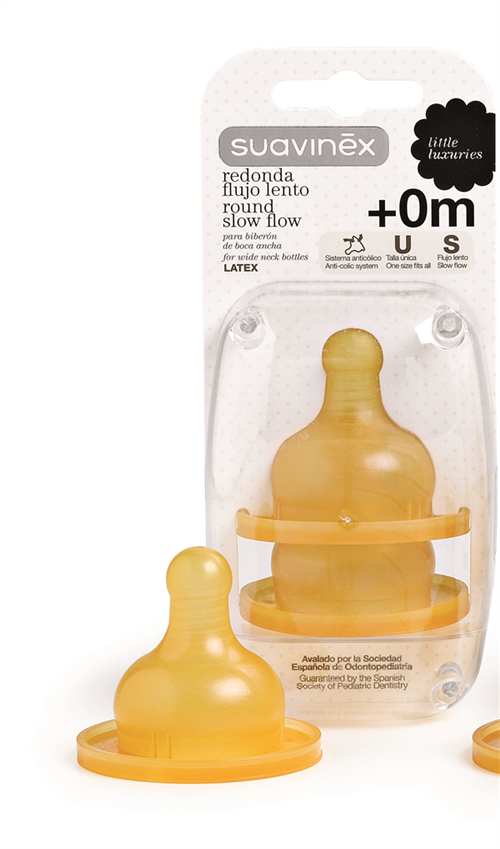 suavinēx
little
luxuries
redonda
flujo lento
round
slow flow
para biberón
de boca ancha
for wide neck bottles
LATEX
+0m
U
S
Sistema anticólico
Anti-colic system
Talla única
One size fits all
Flujo lento
Slow flow
Avalado por la Sociedad
Española de Odontopediatría
Guaranteed by the Spanish
Society of Pediatric Dentistry